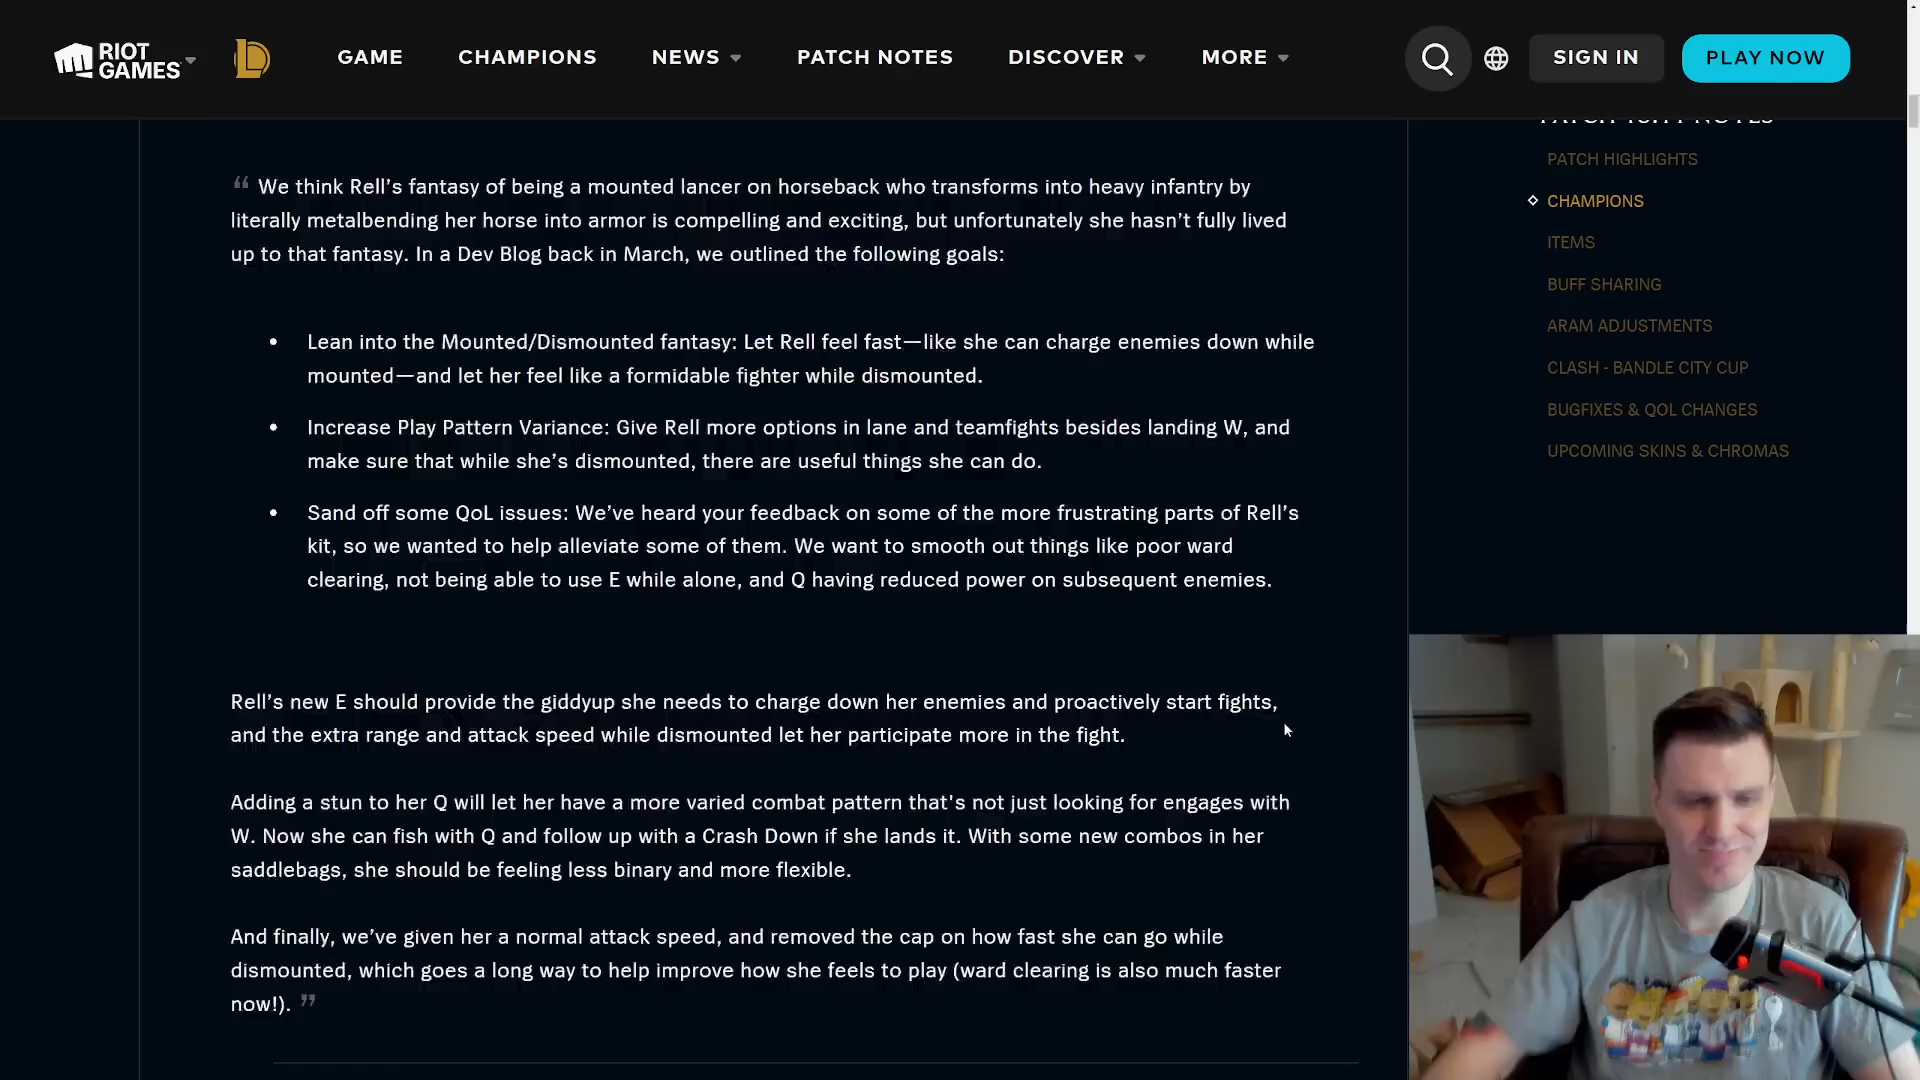 RIOT
GAMES
GAME
CHAMPIONS
NEWS
PATCH NOTES
DISCOVER
MORE
SIGN IN
PLAY NOW
“ We think Rell’s fantasy of being a mounted lancer on horseback who transforms into heavy infantry by
literally metalbending her horse into armor is compelling and exciting, but unfortunately she hasn’t fully lived
up to that fantasy. In a Dev Blog back in March, we outlined the following goals:
• Lean into the Mounted/Dismounted fantasy: Let Rell feel fast—like she can charge enemies down while
mounted—and let her feel like a formidable fighter while dismounted.
• Increase Play Pattern Variance: Give Rell more options in lane and teamfights besides landing W, and
make sure that while she’s dismounted, there are useful things she can do.
• Sand off some QoL issues: We’ve heard your feedback on some of the more frustrating parts of Rell’s
kit, so we wanted to help alleviate some of them. We want to smooth out things like poor ward
clearing, not being able to use E while alone, and Q having reduced power on subsequent enemies.
Rell’s new E should provide the giddyup she needs to charge down her enemies and proactively start fights,
and the extra range and attack speed while dismounted let her participate more in the fight.
Adding a stun to her Q will let her have a more varied combat pattern that's not just looking for engages with
W. Now she can fish with Q and follow up with a Crash Down if she lands it. With some new combos in her
saddlebags, she should be feeling less binary and more flexible.
And finally, we’ve given her a normal attack speed, and removed the cap on how fast she can go while
dismounted, which goes a long way to help improve how she feels to play (ward clearing is also much faster
now!). ”
PATCH HIGHLIGHTS
CHAMPIONS
ITEMS
BUFF SHARING
ARAM ADJUSTMENTS
CLASH - BANDLE CITY CUP
BUGFIXES & QOL CHANGES
UPCOMING SKINS & CHROMAS